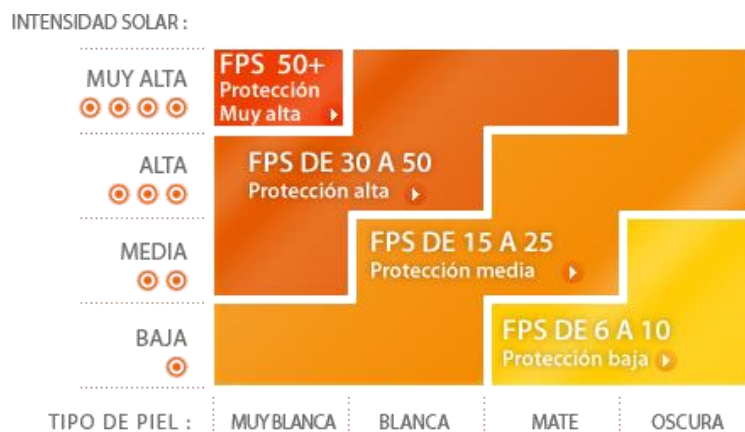 INTENSIDAD SOLAR :
MUY ALTA
FPS 50+
Protección
Muy alta
ALTA
FPS DE 30 A 50
Protección alta
MEDIA
FPS DE 15 A 25
Protección media
BAJA
FPS DE 6 A 10
Protección baja
TIPO DE PIEL : MUY BLANCA BLANCA MATE OSCURA